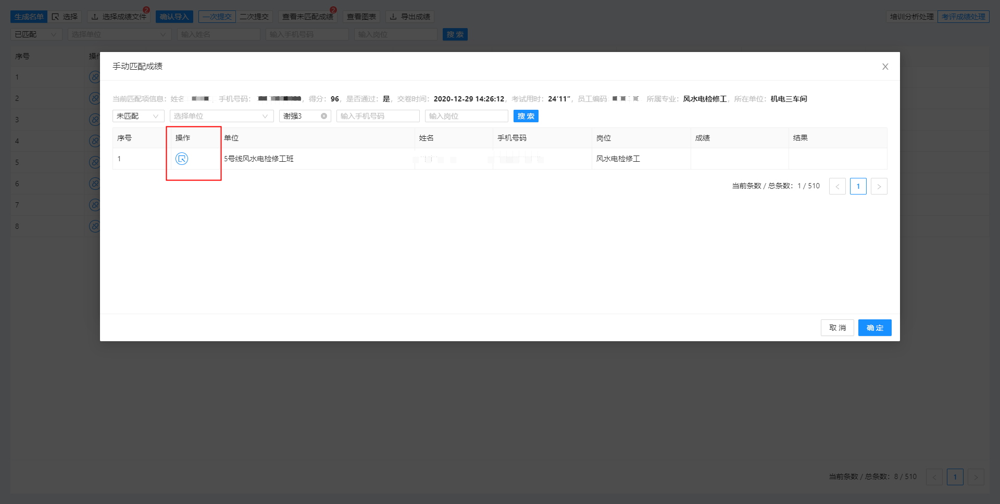 生成名单 选择 选择成绩文件 2 确认导入 一次提交 二次提交 查看未匹配成绩 2 查看图表 导出成绩 培训分析处理 考评成绩处理
已匹配 选择单位 输入姓名 输入手机号码 输入岗位 搜 索
序号 操作
1
2
3
4
5
6
7
8
手动匹配成绩 X
当前匹配项信息：姓名 手机号码： ，得分：96，是否通过：是，交卷时间：2020-12-29 14:26:12，考试用时：24′11″，员工编码 所属专业：风水电检修工，所在单位：机电三车间
未匹配 选择单位 谢强3 输入手机号码 输入岗位 搜 索
序号 操作 单位 姓名 手机号码 岗位 成绩 结果
1 5号线风水电检修工班 风水电检修工
当前条数 / 总条数：1 / 510 < 1 >
取 消 确 定
当前条数 / 总条数：8 / 510 < 1 >